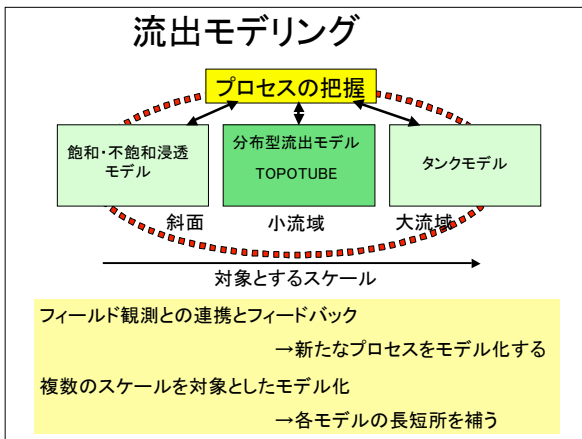 流出モデリング
プロセスの把握
飽和・不飽和浸透
モデル
分布型流出モデル
TOPOTUBE
タンクモデル
斜面
小流域
大流域
対象とするスケール
フィールド観測との連携とフィードバック
→新たなプロセスをモデル化する
複数のスケールを対象としたモデル化
→各モデルの長短所を補う